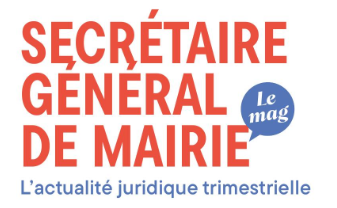 SECRÉTAIRE
GÉNÉRAL
DE MAIRIE
Le
mag
L'actualité juridique trimestrielle